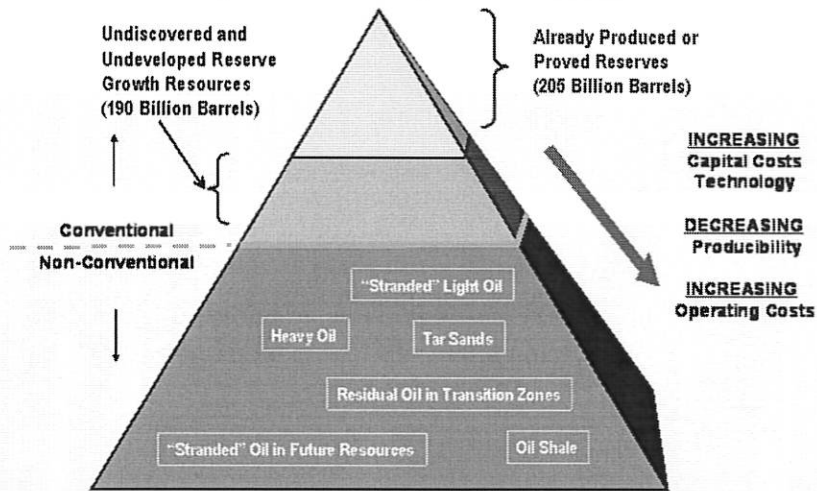 Undiscovered and
Undeveloped Reserve
Growth Resources
(190 Billion Barrels)
Already Produced or
Proved Reserves
(205 Billion Barrels)
INCREASING
Capital Costs
Technology
DECREASING
Producibility
INCREASING
Operating Costs
Conventional
Non-Conventional
"Stranded" Light Oil
Heavy Oil
Tar Sands
Residual Oil in Transition Zones
"Stranded" Oil in Future Resources
Oil Shale